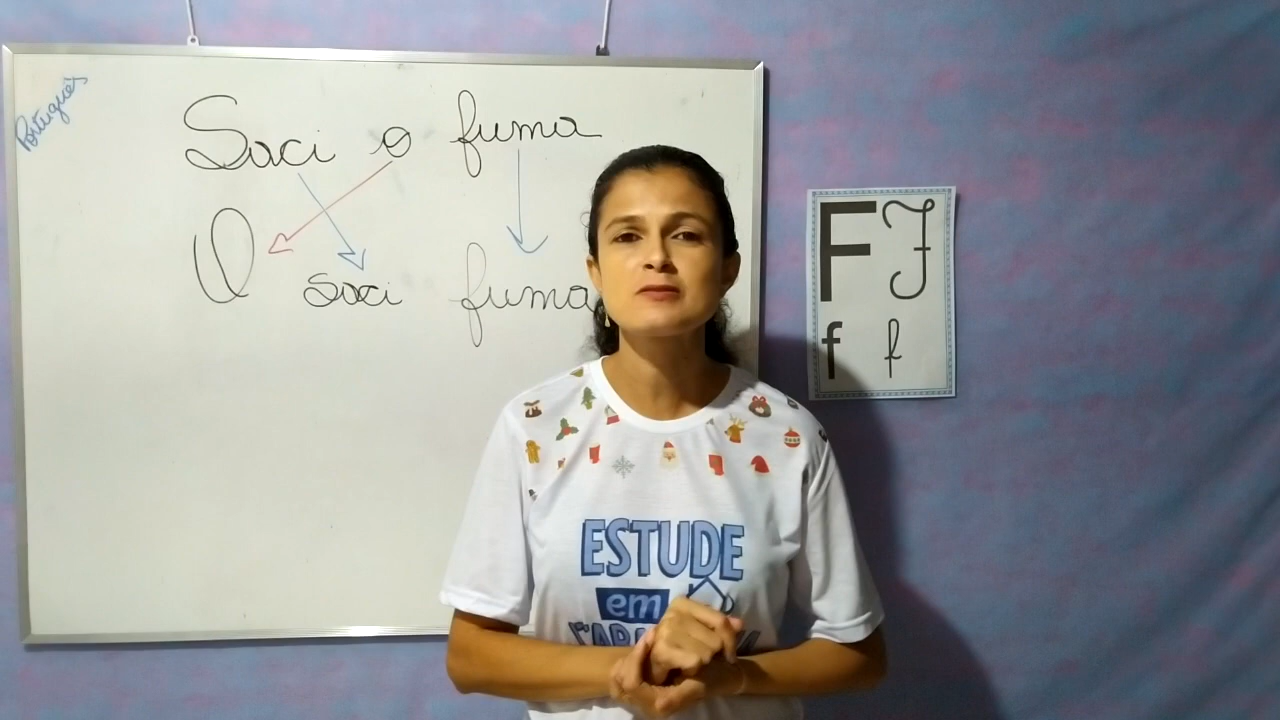 Português
Saci o fuma
O saci fuma
F F
f f
ESTUDE
em